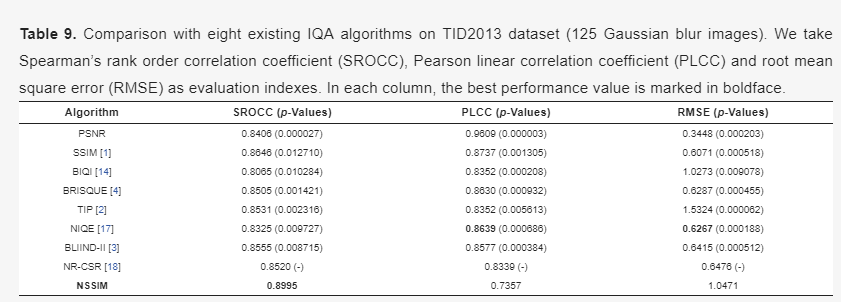 Table 9. Comparison with eight existing IQA algorithms on TID2013 dataset (125 Gaussian blur images). We take
Spearman's rank order correlation coefficient (SROCC), Pearson linear correlation coefficient (PLCC) and root mean
square error (RMSE) as evaluation indexes. In each column, the best performance value is marked in boldface.
Algorithm SROCC (p-Values) PLCC (p-Values) RMSE (p-Values)
PSNR 0.8406 (0.000027) 0.9609 (0.000003) 0.3448 (0.000203)
SSIM [1] 0.8646 (0.012710) 0.8737 (0.001305) 0.6071 (0.000518)
BIQI [14] 0.8065 (0.010284) 0.8352 (0.000208) 1.0273 (0.009078)
BRISQUE [4] 0.8505 (0.001421) 0.8630 (0.000932) 0.6287 (0.000455)
TIP [2] 0.8531 (0.002316) 0.8352 (0.005613) 1.5324 (0.000062)
NIQE [17] 0.8325 (0.009727) 0.8639 (0.000686) 0.6267 (0.000188)
BLIIND-II [3] 0.8555 (0.008715) 0.8577 (0.000384) 0.6415 (0.000512)
NR-CSR [18] 0.8520 (-) 0.8339 (-) 0.6476 (-)
NSSIM 0.8995 0.7357 1.0471